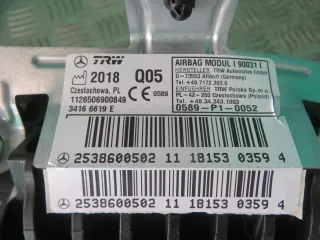 TRW
2018 Q05
Czestochowa, PL
1126506900849
3416 6619 E
0589
AIRBAG MODUL I 90031 I
HERSTELLER TRW Automotive GmbH
D-73553 Alfdorf (Germany)
Tel.+49.7172.302.0
EINFUEHRER TRW Polska Sp.z o.o.
PL-42-200 Czestochowa (Poland)
Tel.+48.34.343.1003
0589-P1-0052
2538600502 11 18153 0359 4
2538600502 11 18153 0359 4